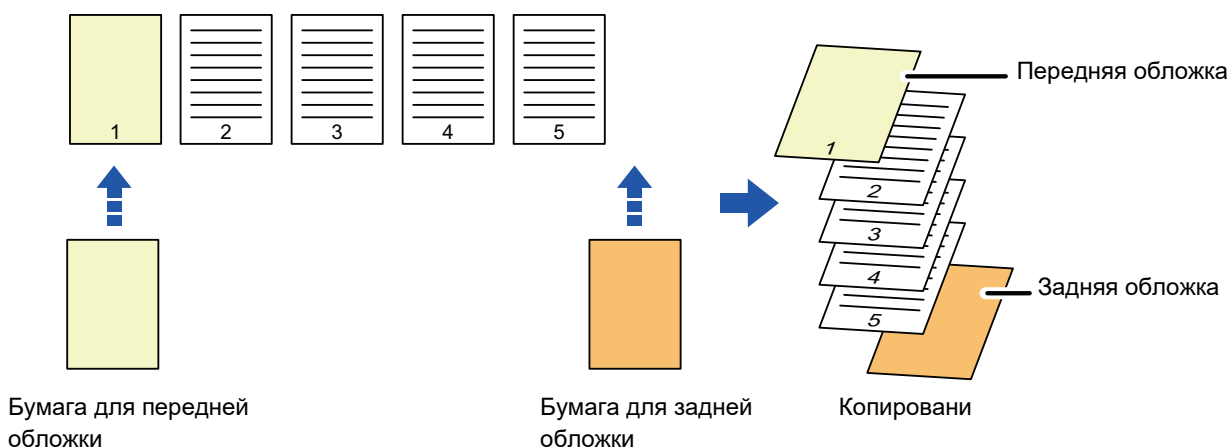 1 2 3 4 5
Передняя обложка
1
2
3
4
5
Задняя обложка
Бумага для передней
обложки
Бумага для задней
обложки
Копировани